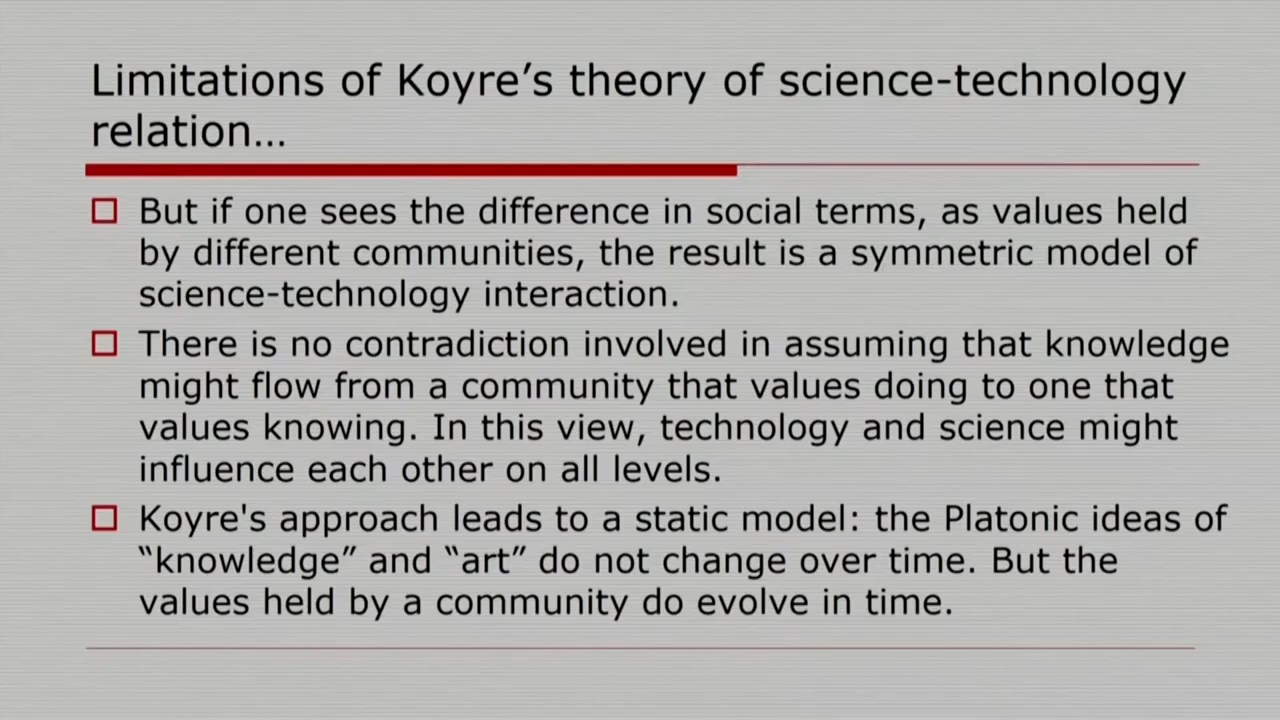 Limitations of Koyre’s theory of science-technology
relation…
But if one sees the difference in social terms, as values held
by different communities, the result is a symmetric model of
science-technology interaction.
There is no contradiction involved in assuming that knowledge
might flow from a community that values doing to one that
values knowing. In this view, technology and science might
influence each other on all levels.
Koyre's approach leads to a static model: the Platonic ideas of
“knowledge” and “art” do not change over time. But the
values held by a community do evolve in time.